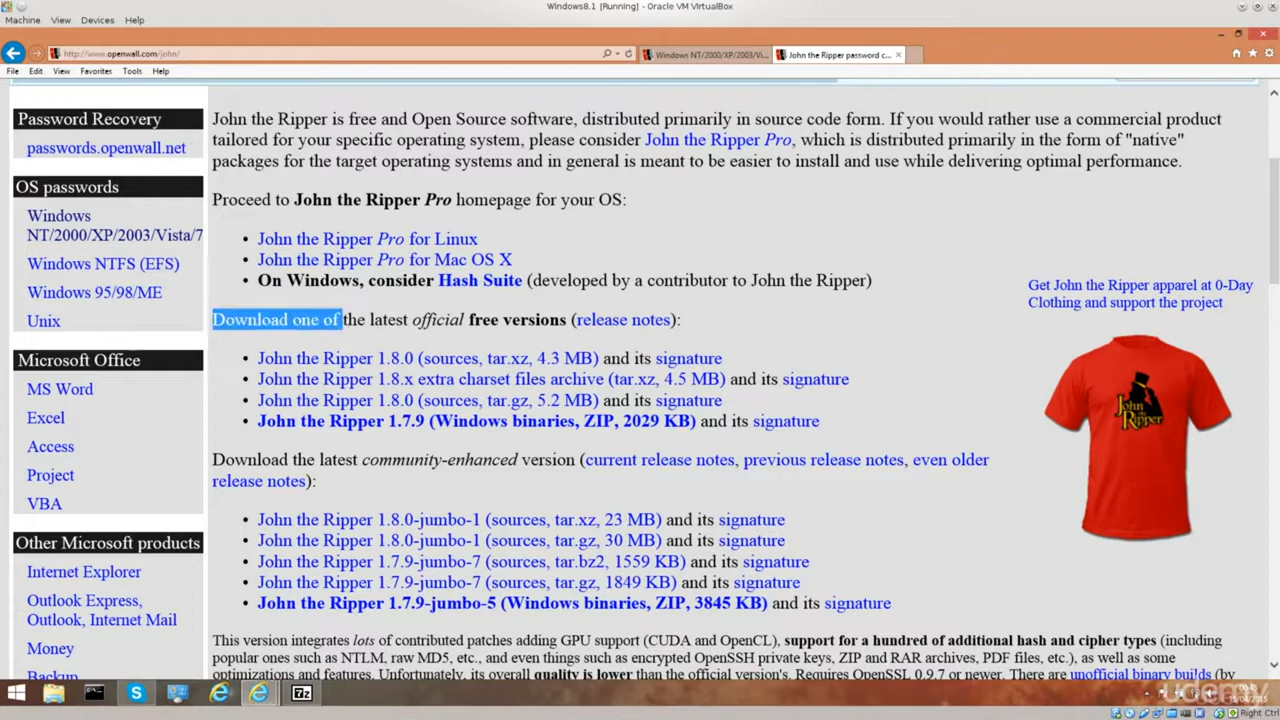 Windows8.1 [Running] - Oracle VM VirtualBox
Machine View Devices Help
http://www.openwall.com/john/
Windows NT/2000/XP/2003/Vi...
John the Ripper password c...
File Edit View Favorites Tools Help
Password Recovery
passwords.openwall.net
OS passwords
Windows
NT/2000/XP/2003/Vista/7
Windows NTFS (EFS)
Windows 95/98/ME
Unix
Microsoft Office
MS Word
Excel
Access
Project
VBA
Other Microsoft products
Internet Explorer
Outlook Express,
Outlook, Internet Mail
Money
Backup
John the Ripper is free and Open Source software, distributed primarily in source code form. If you would rather use a commercial product
tailored for your specific operating system, please consider John the Ripper Pro, which is distributed primarily in the form of "native"
packages for the target operating systems and in general is meant to be easier to install and use while delivering optimal performance.
Proceed to John the Ripper Pro homepage for your OS:
• John the Ripper Pro for Linux
• John the Ripper Pro for Mac OS X
• On Windows, consider Hash Suite (developed by a contributor to John the Ripper)
Download one of the latest official free versions (release notes):
• John the Ripper 1.8.0 (sources, tar.xz, 4.3 MB) and its signature
• John the Ripper 1.8.x extra charset files archive (tar.xz, 4.5 MB) and its signature
• John the Ripper 1.8.0 (sources, tar.gz, 5.2 MB) and its signature
• John the Ripper 1.7.9 (Windows binaries, ZIP, 2029 KB) and its signature
Download the latest community-enhanced version (current release notes, previous release notes, even older
release notes):
• John the Ripper 1.8.0-jumbo-1 (sources, tar.xz, 23 MB) and its signature
• John the Ripper 1.8.0-jumbo-1 (sources, tar.gz, 30 MB) and its signature
• John the Ripper 1.7.9-jumbo-7 (sources, tar.bz2, 1559 KB) and its signature
• John the Ripper 1.7.9-jumbo-7 (sources, tar.gz, 1849 KB) and its signature
• John the Ripper 1.7.9-jumbo-5 (Windows binaries, ZIP, 3845 KB) and its signature
This version integrates lots of contributed patches adding GPU support (CUDA and OpenCL), support for a hundred of additional hash and cipher types (including
popular ones such as NTLM, raw MD5, etc., and even things such as encrypted OpenSSH private keys, ZIP and RAR archives, PDF files, etc.), as well as some
optimizations and features. Unfortunately, its overall quality is lower than the official version's. Requires OpenSSL 0.9.7 or newer. There are unofficial binary builds (by
Get John the Ripper apparel at 0-Day
Clothing and support the project
John
the
Ripper
7z
udemy
15/04/2015
Right Ctrl